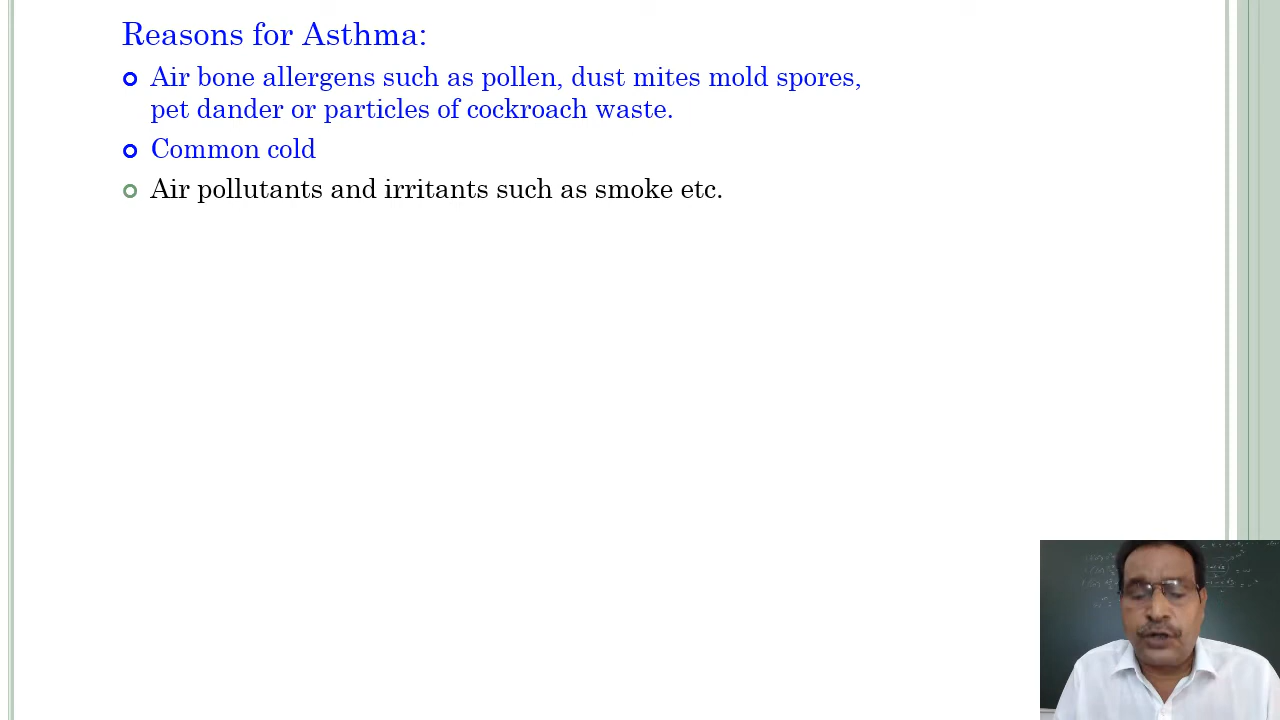 Reasons for Asthma:
Air bone allergens such as pollen, dust mites mold spores,
pet dander or particles of cockroach waste.
Common cold
Air pollutants and irritants such as smoke etc.